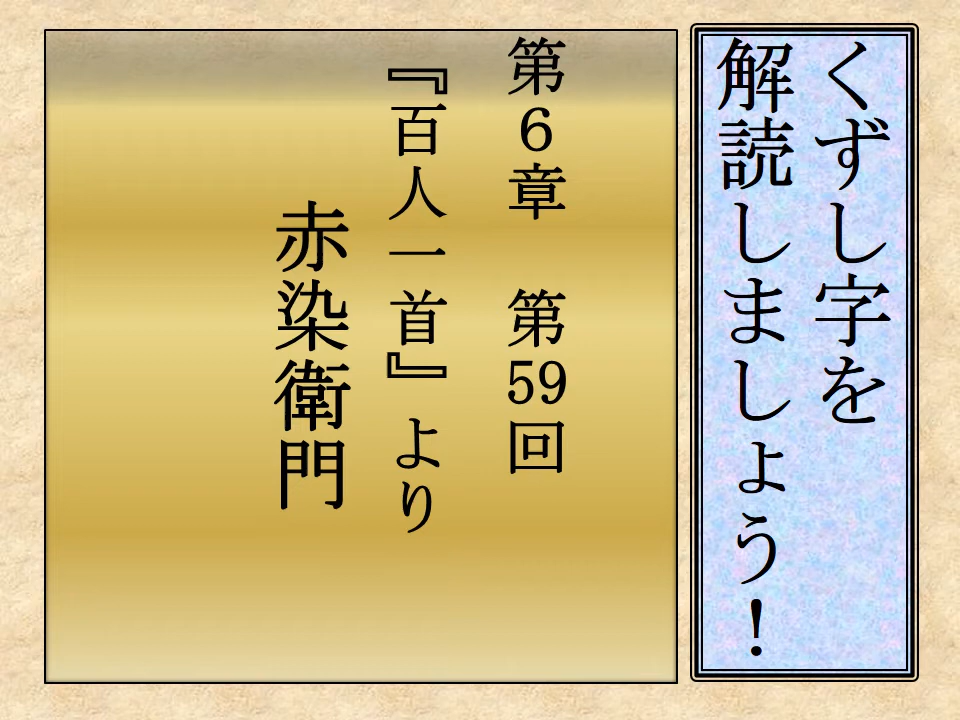 くずし字を
解読しましょう！
第６章　第59回
『百人一首』より
赤染衛門